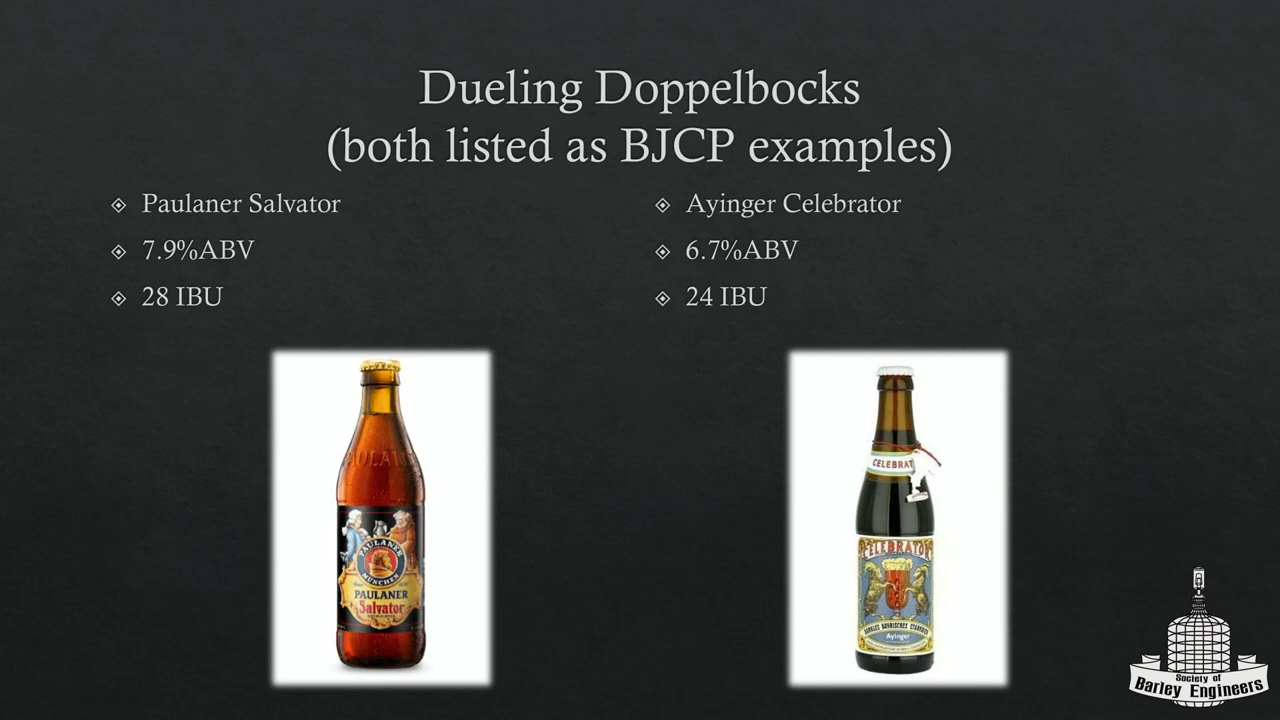 Dueling Doppelbocks
(both listed as BJCP examples)
Paulaner Salvator
7.9%ABV
28 IBU
Ayinger Celebrator
6.7%ABV
24 IBU
PAULANER
MÜNCHEN
PAULANER
Salvator
CELEBRAT
CELEBRATOR
Ayinger
Society of
Barley Engineers